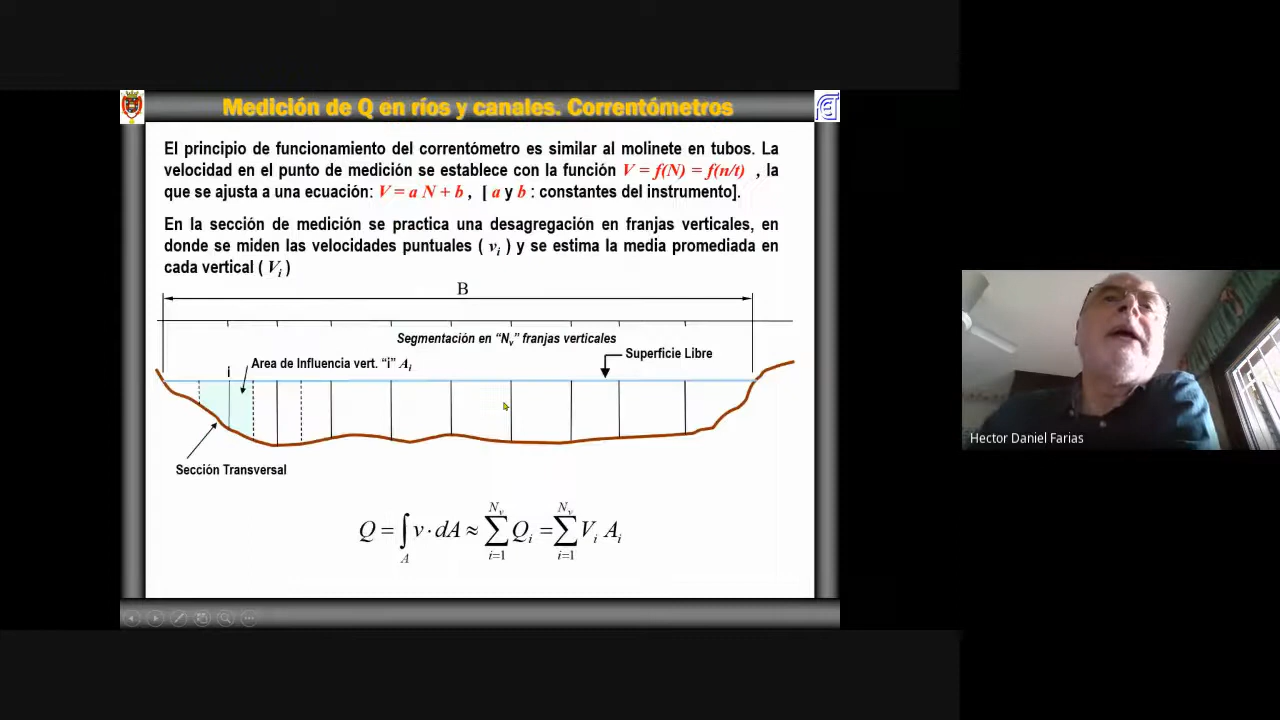 Medición de Q en ríos y canales. Correntómetros
El principio de funcionamiento del correntómetro es similar al molinete en tubos. La
velocidad en el punto de medición se establece con la función V = f(N) = f(n/t) , la
que se ajusta a una ecuación: V = a N + b , [ a y b : constantes del instrumento].
En la sección de medición se practica una desagregación en franjas verticales, en
donde se miden las velocidades puntuales ( vi ) y se estima la media promediada en
cada vertical ( Vi )
B
Segmentación en “Nv” franjas verticales
Superficie Libre
Area de Influencia vert. “i” Ai
i
Sección Transversal
Q = ∫A v · dA ≈ ∑i=1Nv Qi = ∑i=1Nv Vi Ai
Hector Daniel Farias